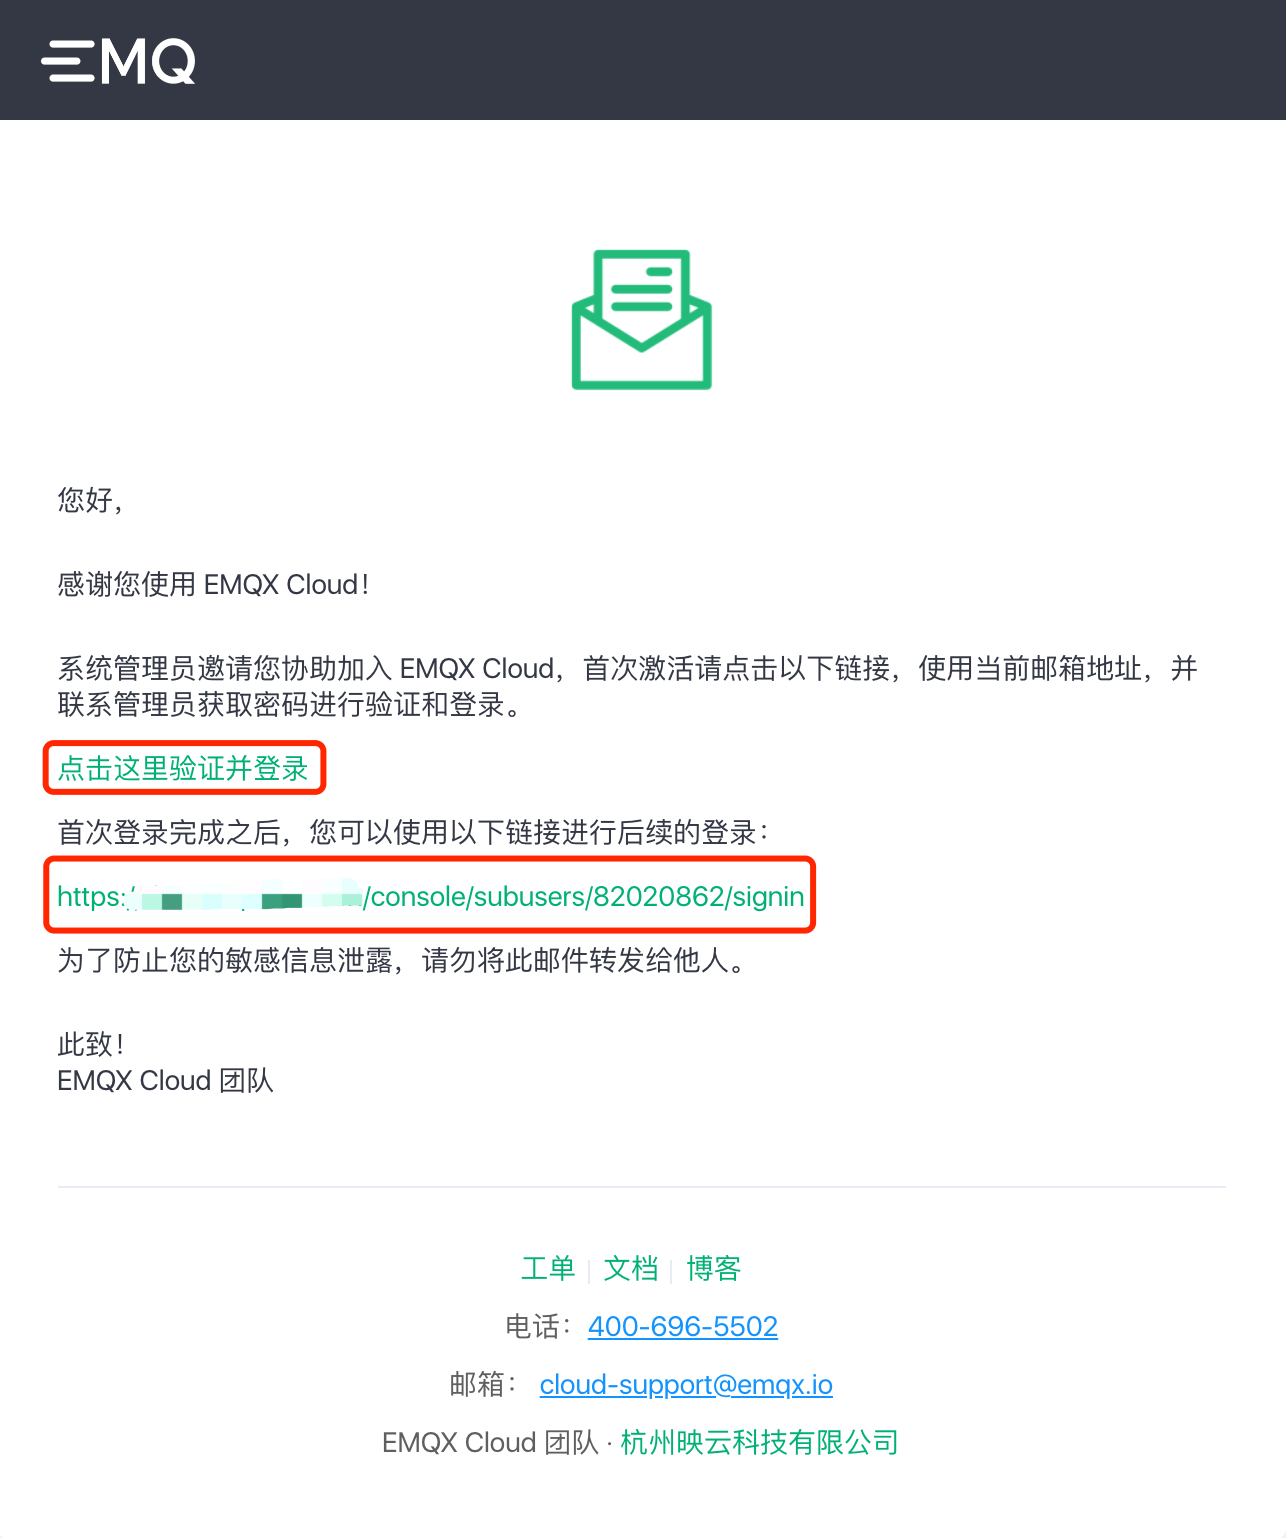 EMQ
您好，
感谢您使用 EMQX Cloud！
系统管理员邀请您协助加入 EMQX Cloud，首次激活请点击以下链接，使用当前邮箱地址，并
联系管理员获取密码进行验证和登录。
点击这里验证并登录
首次登录完成之后，您可以使用以下链接进行后续的登录：
https:/ /console/subusers/82020862/signin
为了防止您的敏感信息泄露，请勿将此邮件转发给他人。
此致！
EMQX Cloud 团队
工单 | 文档 | 博客
电话： 400-696-5502
邮箱： cloud-support@emqx.io
EMQX Cloud 团队 · 杭州映云科技有限公司